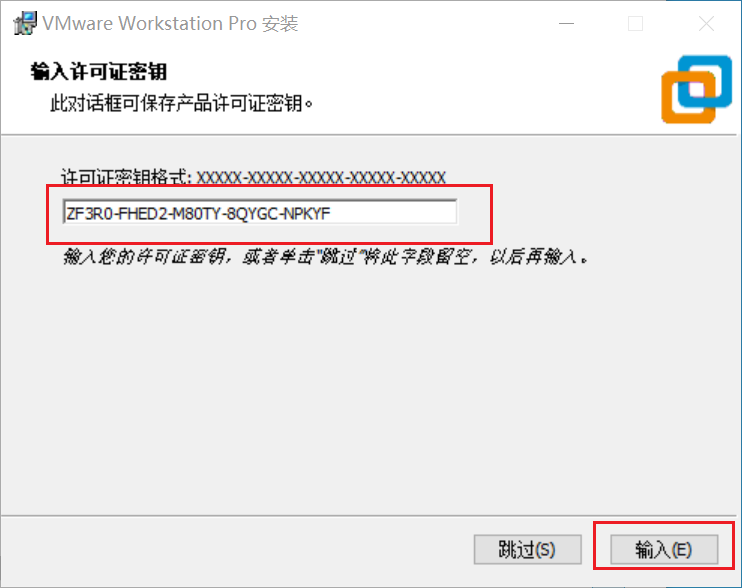 VMware Workstation Pro 安装
输入许可证密钥
此对话框可保存产品许可证密钥。
许可证密钥格式: XXXXX-XXXXX-XXXXX-XXXXX-XXXXX
ZF3R0-FHED2-M80TY-8QYGC-NPKYF
输入您的许可证密钥，或者单击"跳过"将此字段留空，以后再输入。
跳过(S)
输入(E)